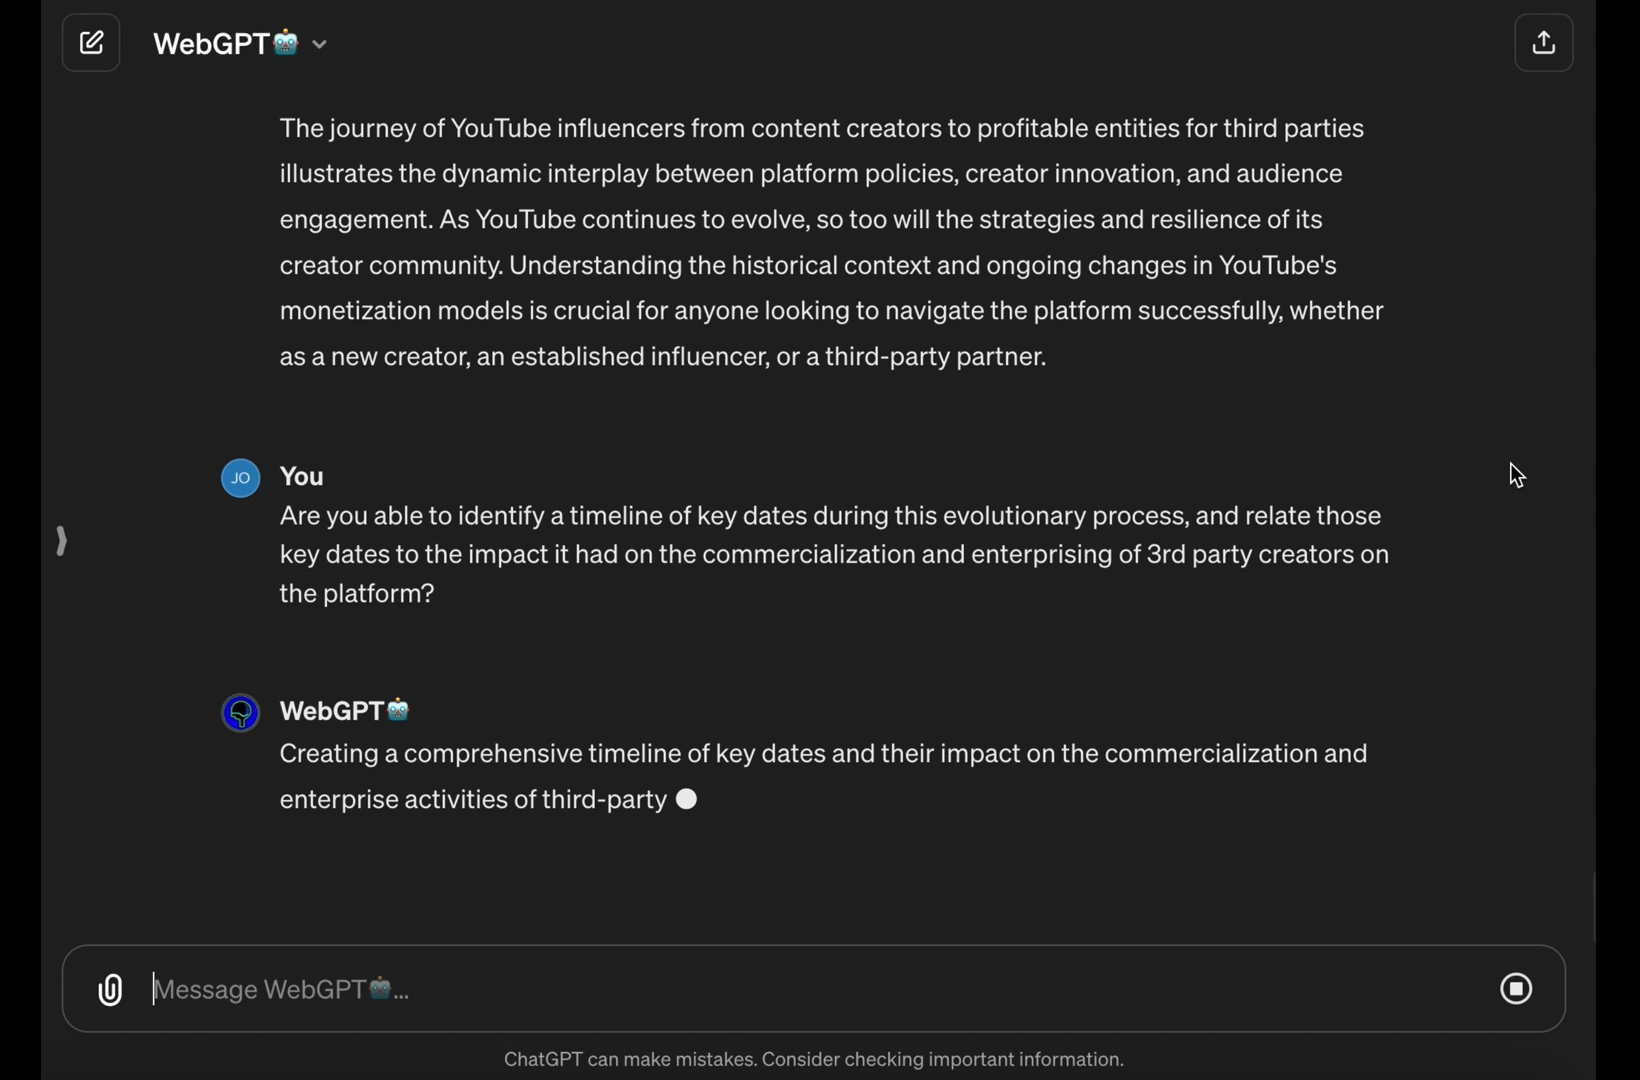 WebGPT🤖
The journey of YouTube influencers from content creators to profitable entities for third parties
illustrates the dynamic interplay between platform policies, creator innovation, and audience
engagement. As YouTube continues to evolve, so too will the strategies and resilience of its
creator community. Understanding the historical context and ongoing changes in YouTube's
monetization models is crucial for anyone looking to navigate the platform successfully, whether
as a new creator, an established influencer, or a third-party partner.
JO You
Are you able to identify a timeline of key dates during this evolutionary process, and relate those
key dates to the impact it had on the commercialization and enterprising of 3rd party creators on
the platform?
WebGPT🤖
Creating a comprehensive timeline of key dates and their impact on the commercialization and
enterprise activities of third-party
Message WebGPT🤖...
ChatGPT can make mistakes. Consider checking important information.